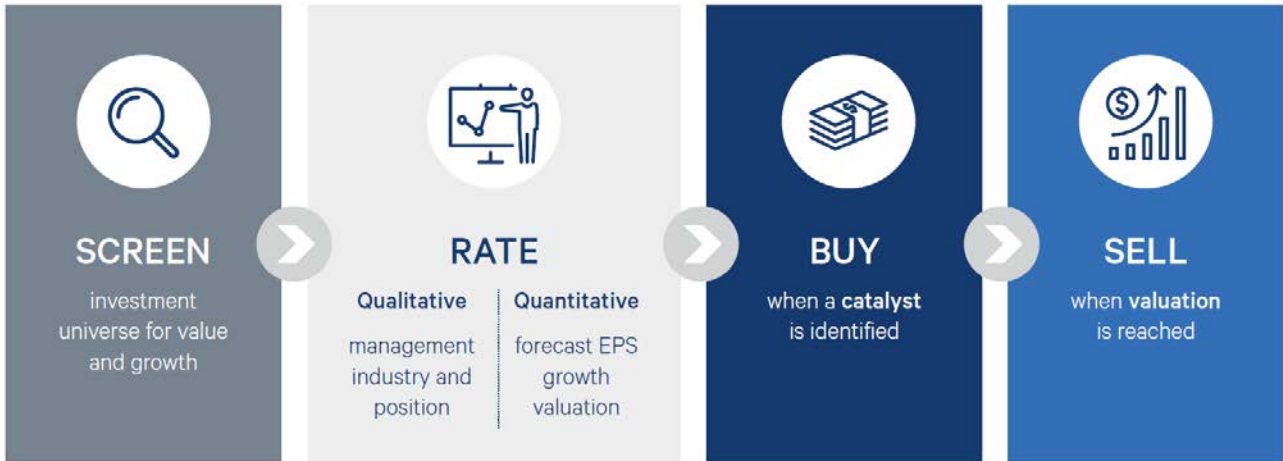 SCREEN
investment
universe for value
and growth
RATE
Qualitative
management
industry and
position
Quantitative
forecast EPS
growth
valuation
BUY
when a catalyst
is identified
SELL
when valuation
is reached
$
$